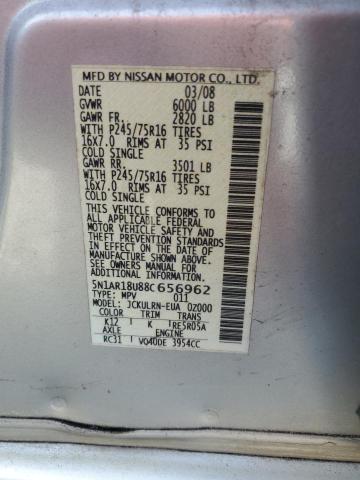 MFD BY NISSAN MOTOR CO., LTD.
DATE 03/08
GVWR 6000 LB
GAWR FR. 2820 LB
WITH P245/75R16 TIRES
16X7.0 RIMS AT 35 PSI
COLD SINGLE
GAWR RR. 3501 LB
WITH P245/75R16 TIRES
16X7.0 RIMS AT 35 PSI
COLD SINGLE
THIS VEHICLE CONFORMS TO
ALL APPLICABLE FEDERAL
MOTOR VEHICLE SAFETY AND
THEFT PREVENTION STANDARDS
IN EFFECT ON THE DATE OF
MANUFACTURE SHOWN ABOVE.
SEE OWNERS MANUAL FOR
ADDITIONAL INFORMATION.
5N1AR18U88C656962
TYPE: MPV 011
MODEL: JCKULRN-EUA 0Z000
COLOR TRIM TRANS
K12 K RE5R05A
AXLE ENGINE
RC31 VQ40DE 3954CC